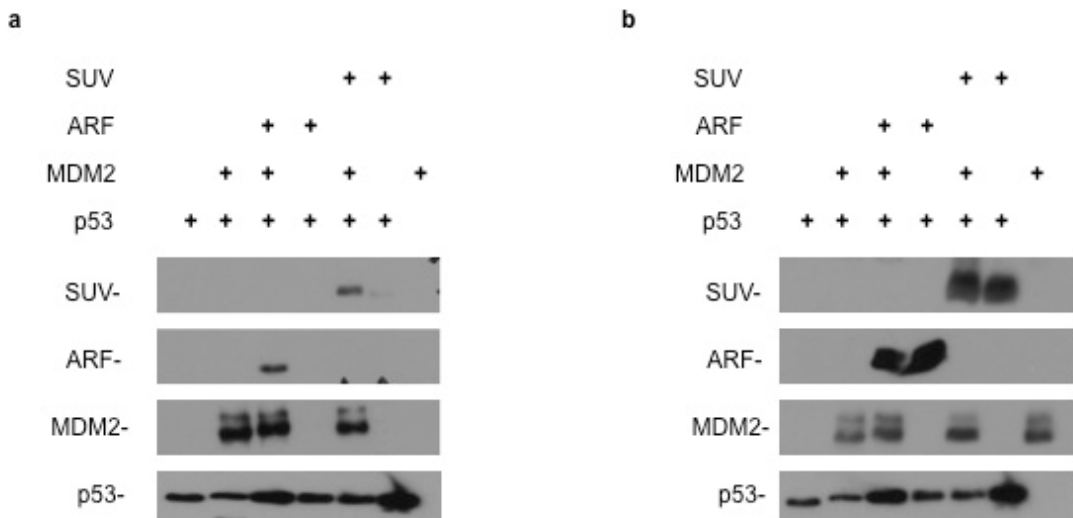 a
SUV + +
ARF + +
MDM2 + + + +
p53 + + + + + +
SUV-
ARF-
MDM2-
p53-
b
SUV + +
ARF + +
MDM2 + + + +
p53 + + + + + +
SUV-
ARF-
MDM2-
p53-